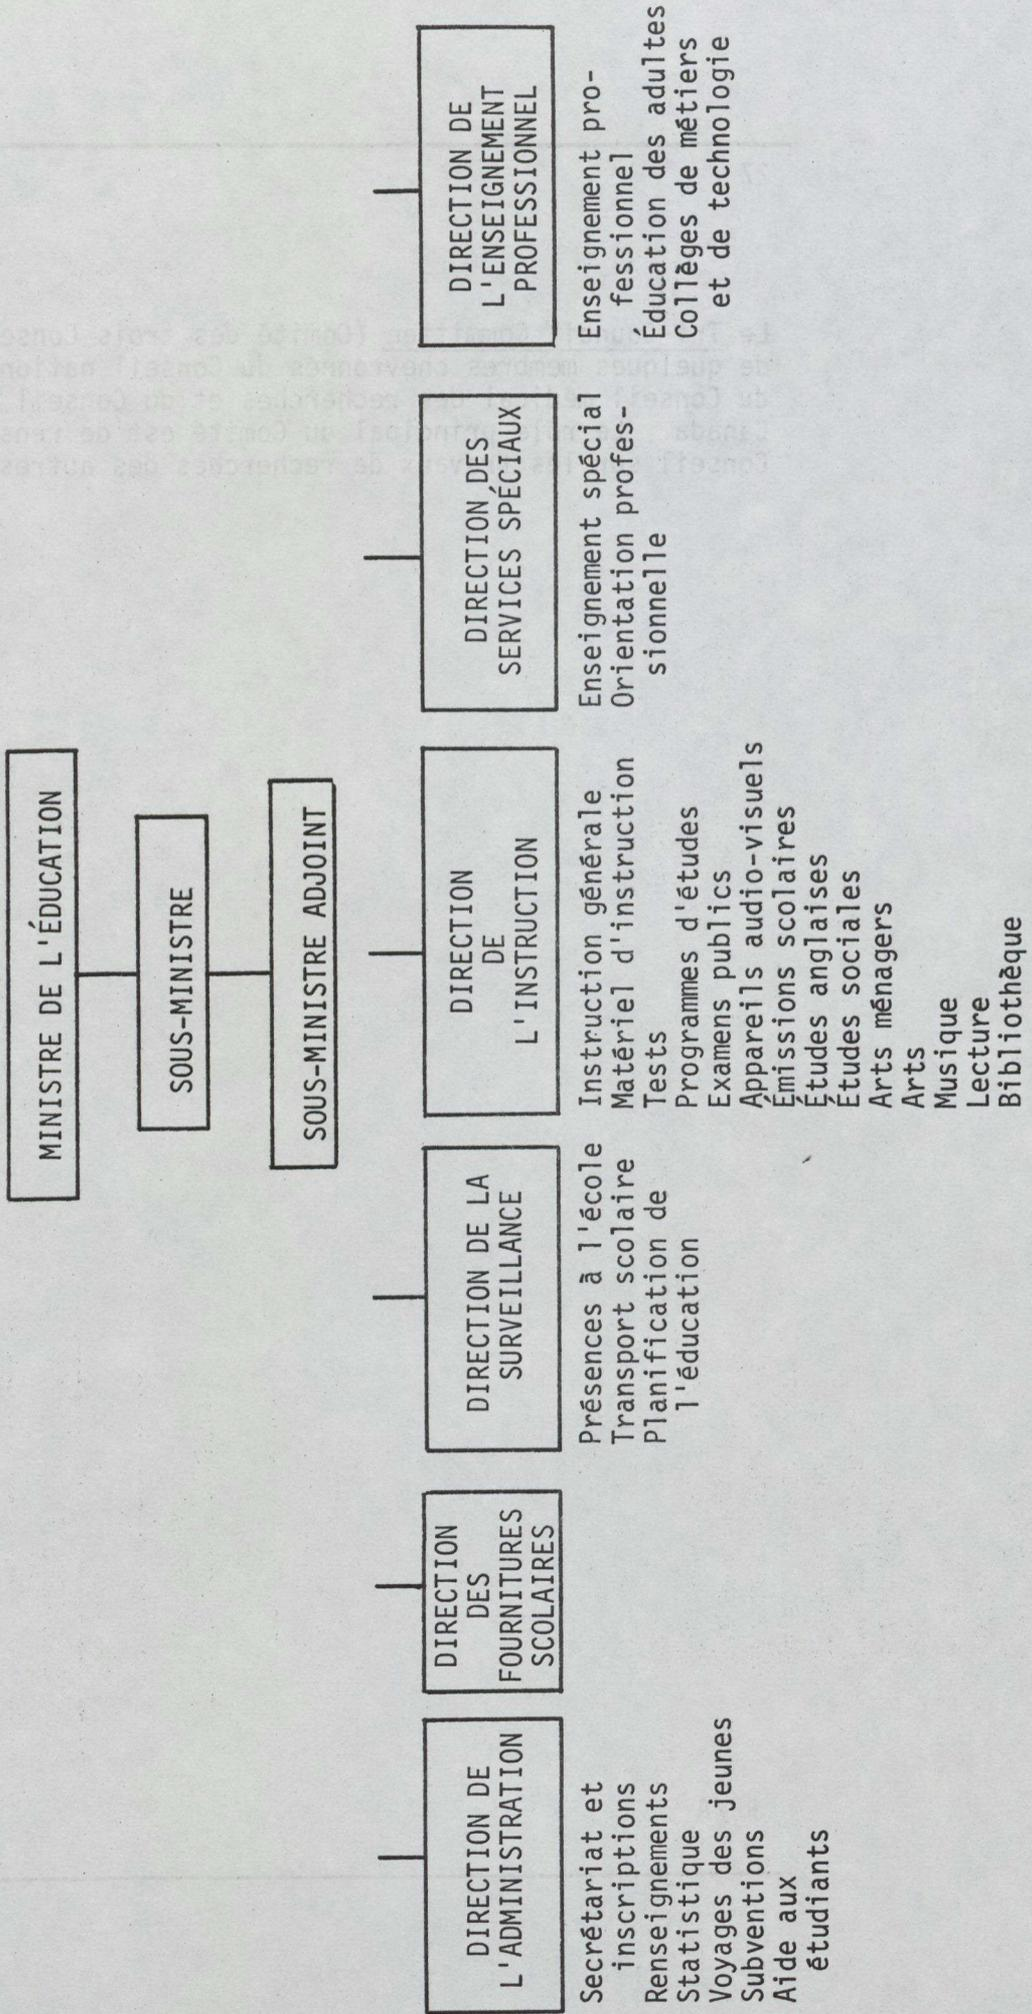 MINISTRE DE L'ÉDUCATION
SOUS-MINISTRE
SOUS-MINISTRE ADJOINT
DIRECTION DE
L'ADMINISTRATION
Secrétariat et
inscriptions
Renseignements
Statistique
Voyages des jeunes
Subventions
Aide aux
étudiants
DIRECTION
DES
FOURNITURES
SCOLAIRES
DIRECTION DE LA
SURVEILLANCE
Présences à l'école
Transport scolaire
Planification de
l'éducation
DIRECTION
DE
L'INSTRUCTION
Instruction générale
Matériel d'instruction
Tests
Programmes d'études
Examens publics
Appareils audio-visuels
Émissions scolaires
Études anglaises
Études sociales
Arts ménagers
Arts
Musique
Lecture
Bibliothèque
DIRECTION DES
SERVICES SPÉCIAUX
Enseignement spécial
Orientation profes-
sionnelle
DIRECTION DE
L'ENSEIGNEMENT
PROFESSIONNEL
Enseignement pro-
fessionnel
Éducation des adultes
Collèges de métiers
et de technologie